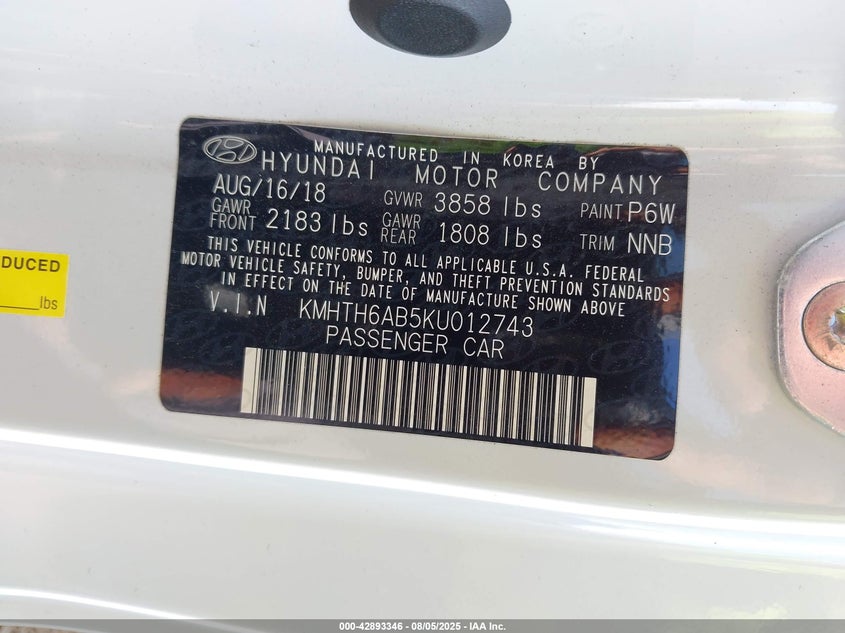 MANUFACTURED IN KOREA BY
HYUNDAI MOTOR COMPANY
AUG/16/18 GVWR 3858 lbs PAINT P6W
GAWR FRONT 2183 lbs GAWR REAR 1808 lbs TRIM NNB
THIS VEHICLE CONFORMS TO ALL APPLICABLE U.S.A. FEDERAL
MOTOR VEHICLE SAFETY, BUMPER, AND THEFT PREVENTION STANDARDS
IN EFFECT ON THE DATE OF MANUFACTURE SHOWN ABOVE
V.I.N KMHTH6AB5KU012743
PASSENGER CAR
DUCED
lbs
000-42893346 - 08/05/2025 - IAA Inc.